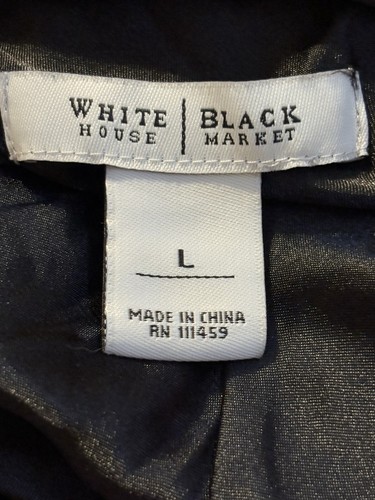 WHITE | BLACK
HOUSE | MARKET
L
MADE IN CHINA
RN 111459